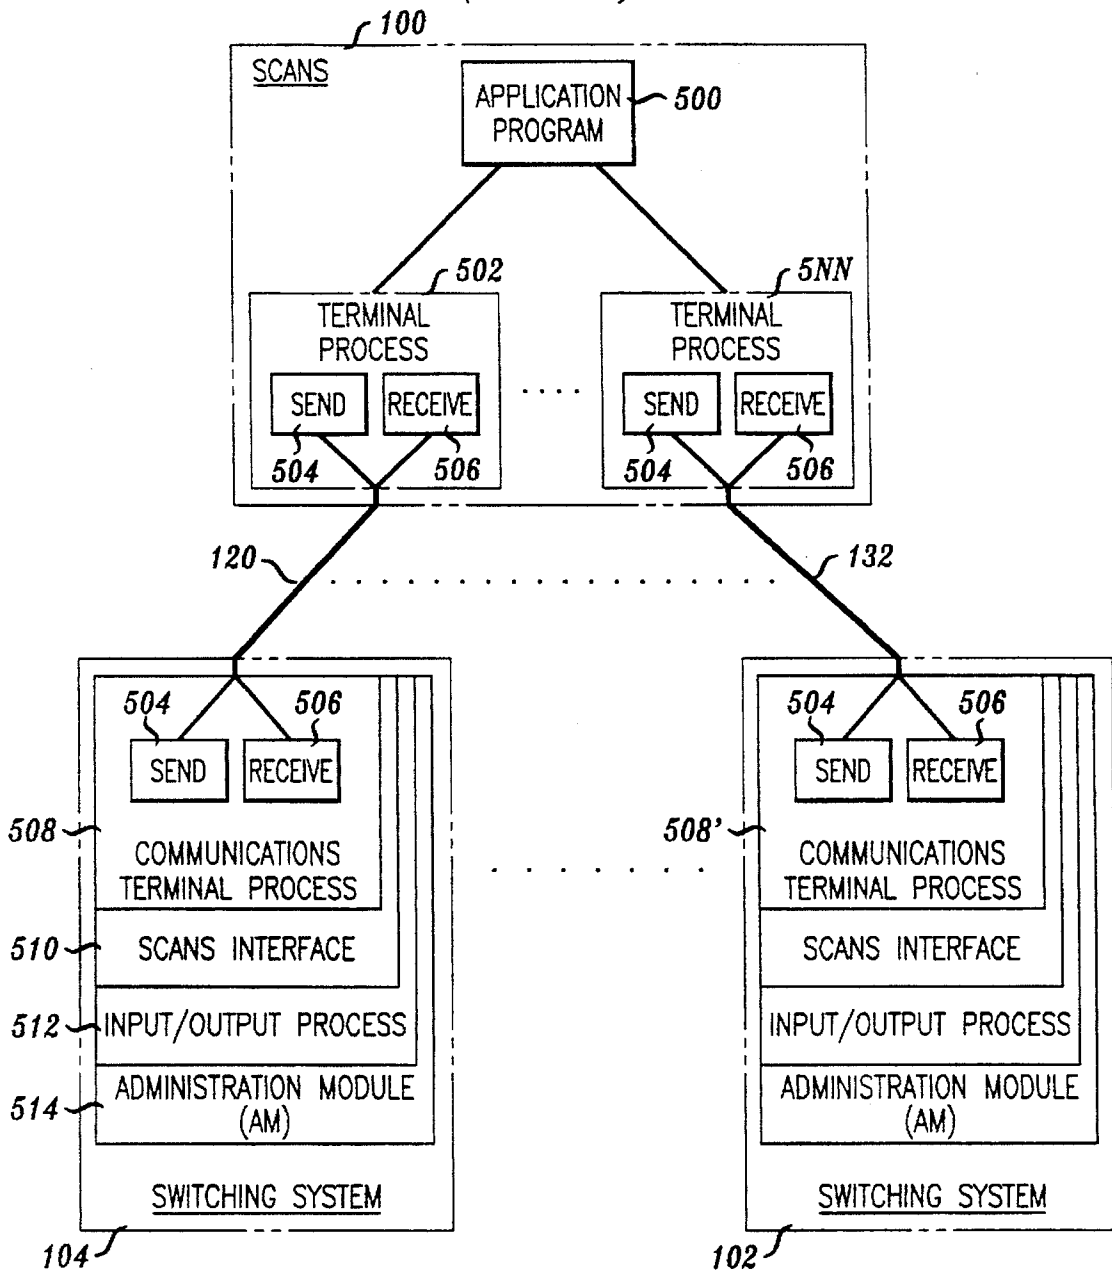 100
SCANS
APPLICATION
PROGRAM
500
502
5NN
TERMINAL
PROCESS
TERMINAL
PROCESS
SEND
RECEIVE
SEND
RECEIVE
504
506
504
506
120
132
504
506
504
506
SEND
RECEIVE
SEND
RECEIVE
508
508'
COMMUNICATIONS
TERMINAL PROCESS
COMMUNICATIONS
TERMINAL PROCESS
510
SCANS INTERFACE
SCANS INTERFACE
512
INPUT/OUTPUT PROCESS
INPUT/OUTPUT PROCESS
514
ADMINISTRATION MODULE
(AM)
ADMINISTRATION MODULE
(AM)
SWITCHING SYSTEM
SWITCHING SYSTEM
104
102